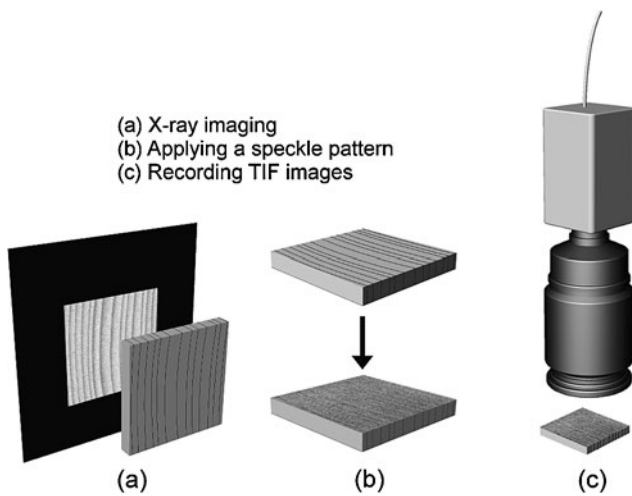 (a) X-ray imaging
(b) Applying a speckle pattern
(c) Recording TIF images
(a)
(b)
(c)